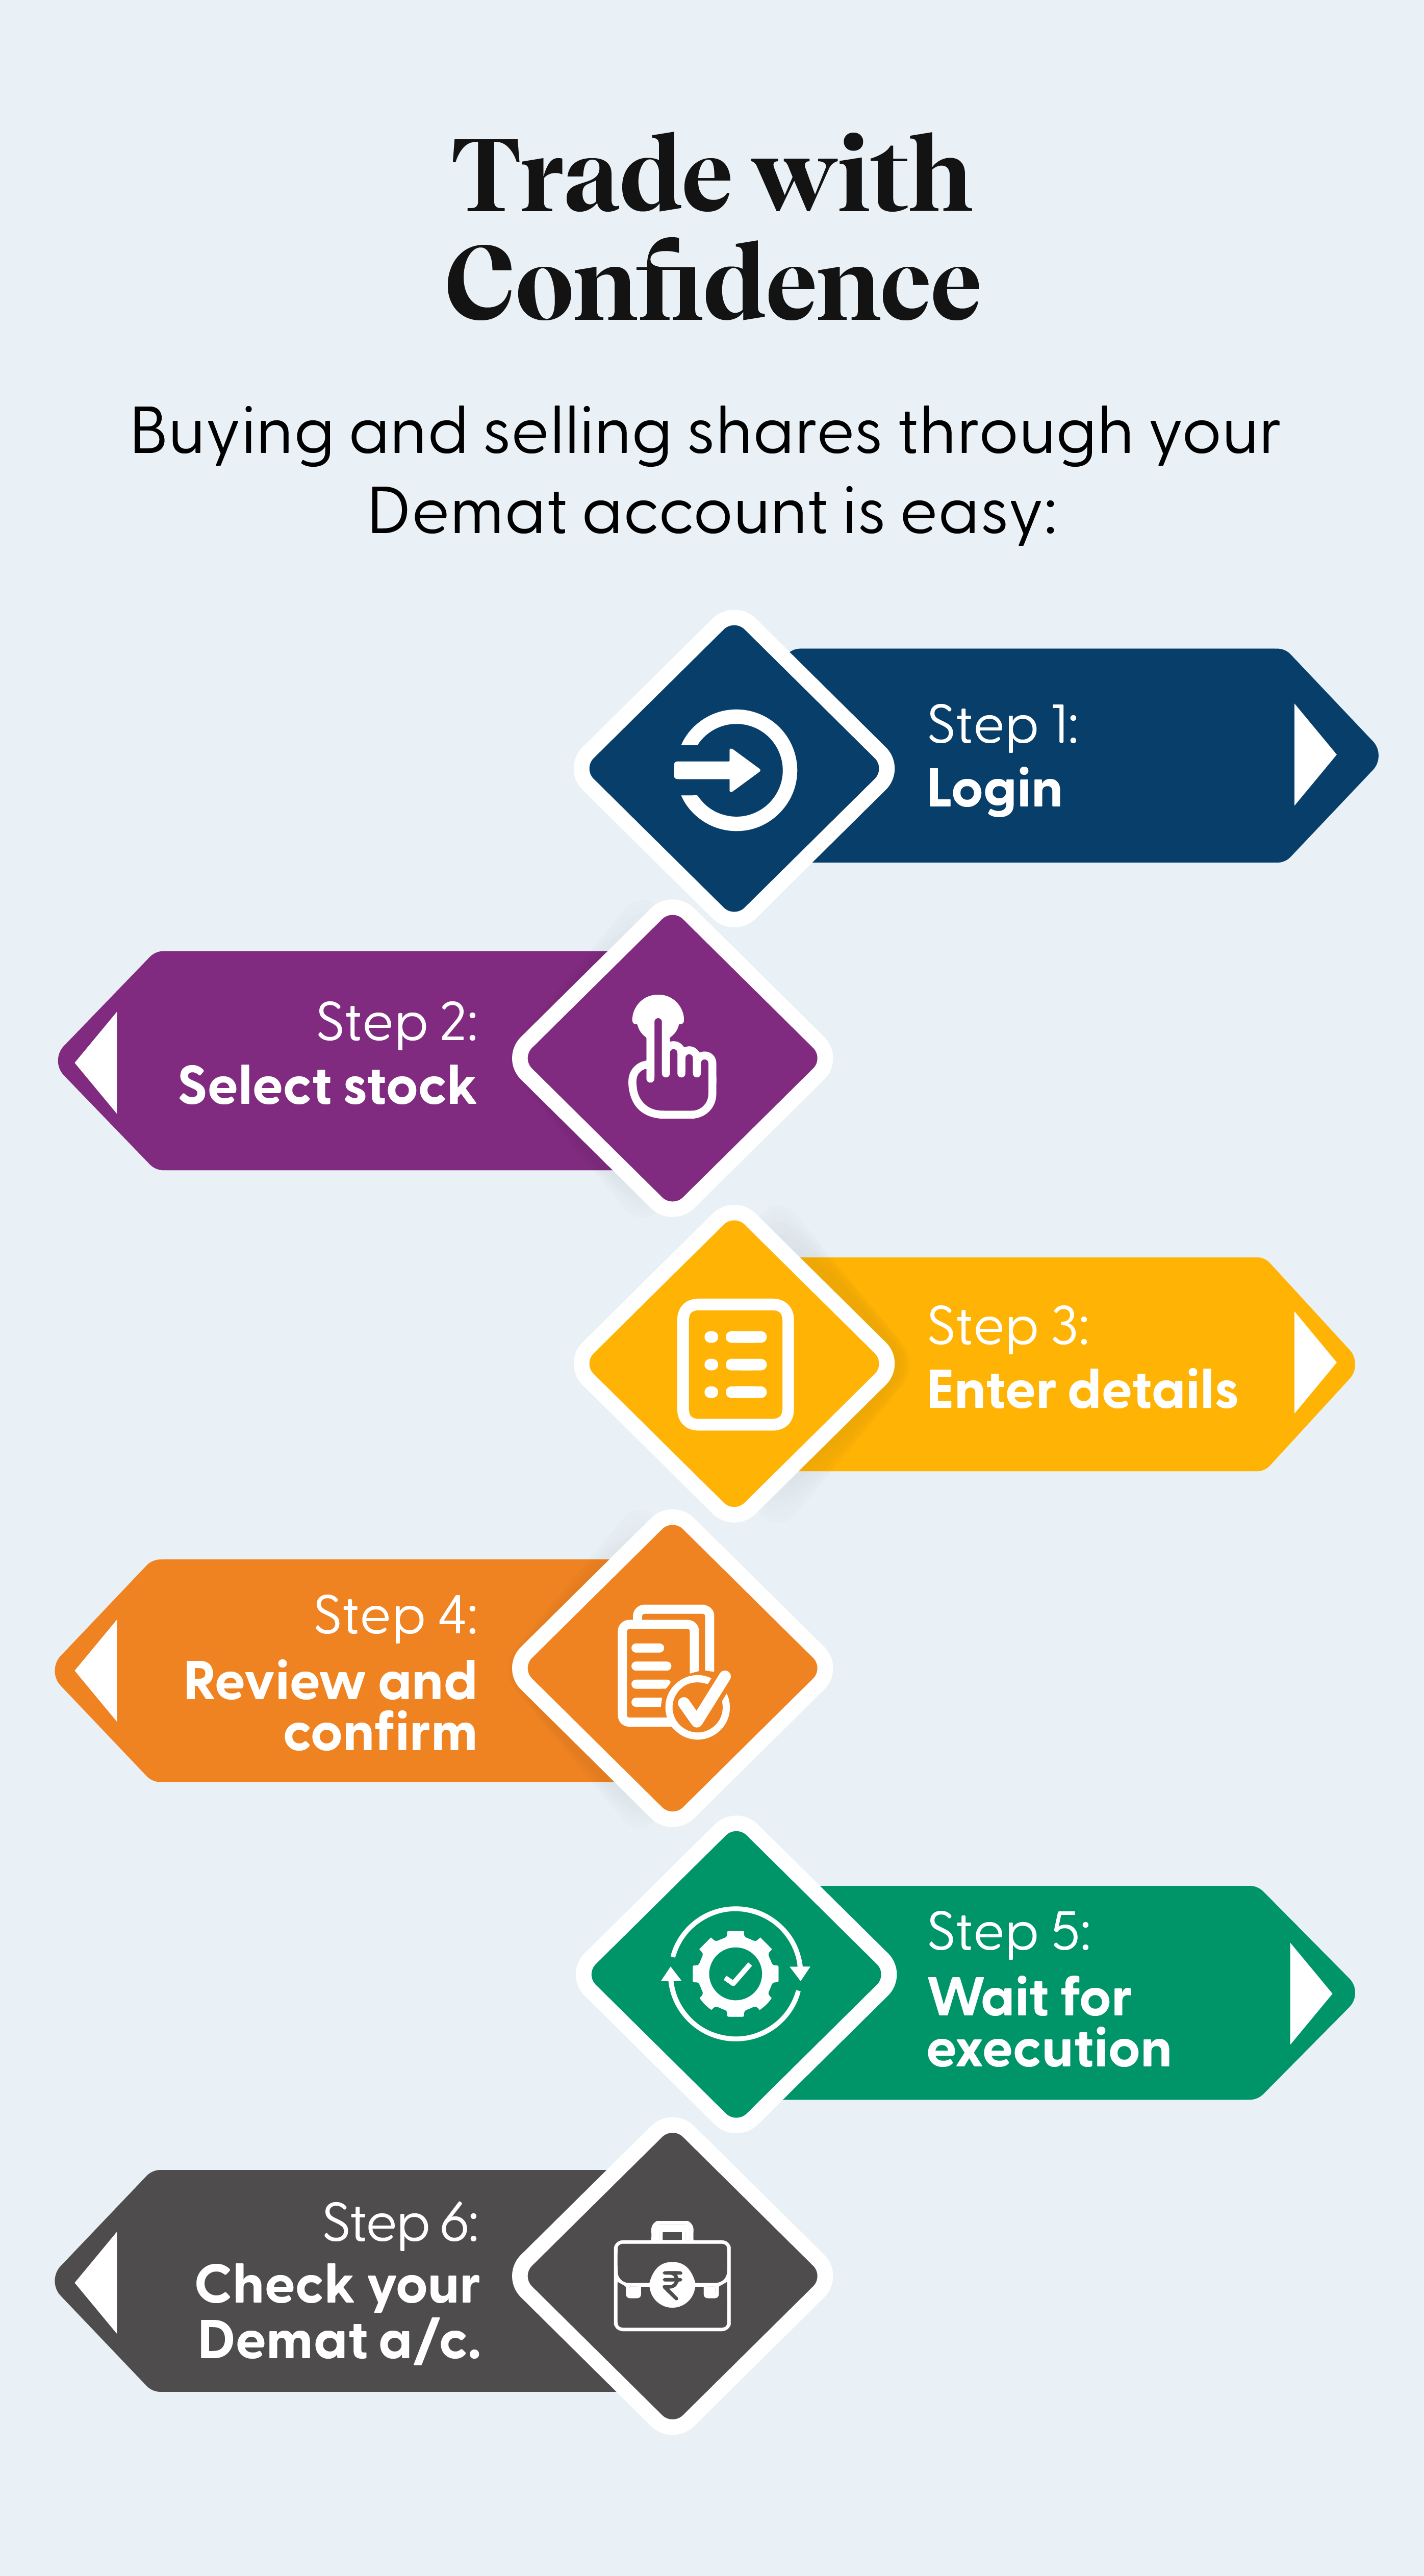 Trade with
Confidence
Buying and selling shares through your
Demat account is easy:
Step 1:
Login
Step 2:
Select stock
Step 3:
Enter details
Step 4:
Review and
confirm
Step 5:
Wait for
execution
Step 6:
₹
Check your
Demat a/c.